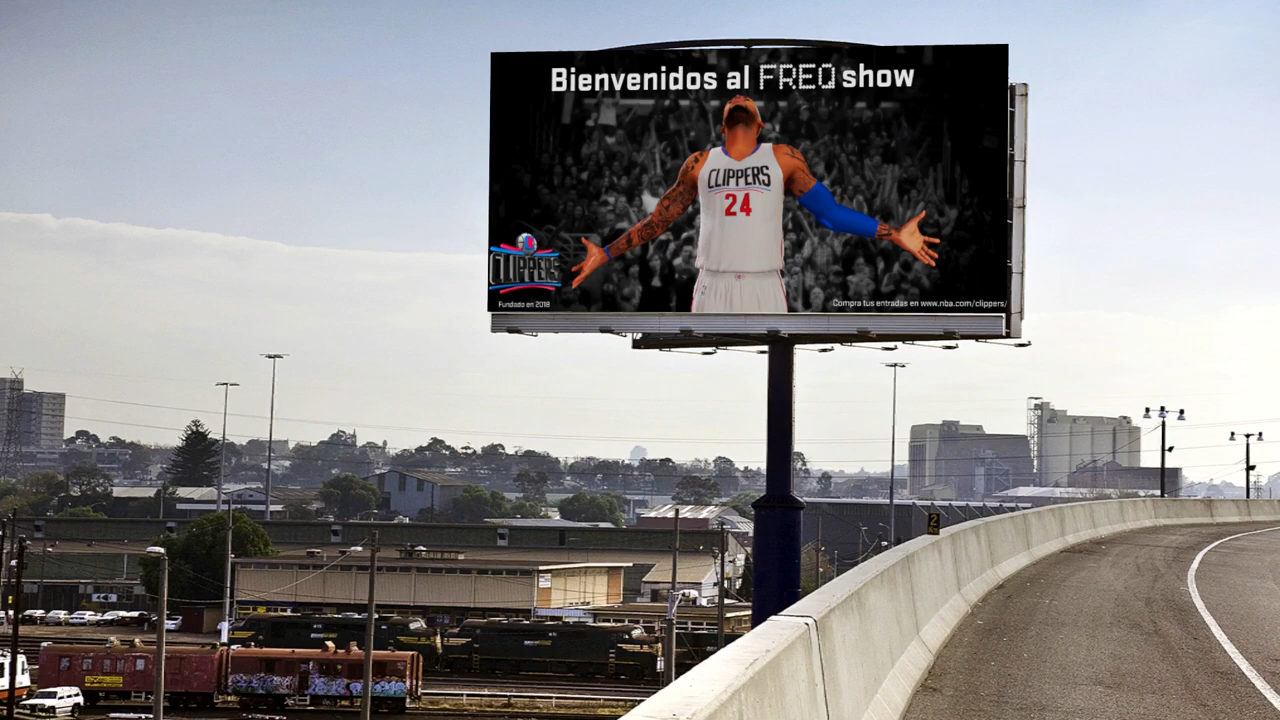 Bienvenidos al FREQ show
CLIPPERS
24
CLIPPERS
Fundado en 2018
Compra tus entradas en www.nba.com/clippers/
2